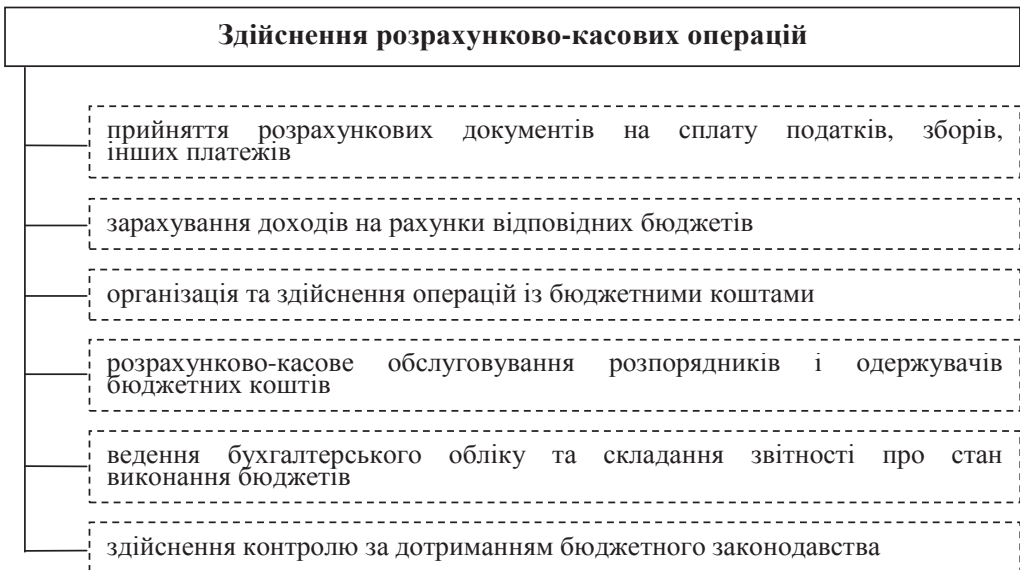 Здійснення розрахунково-касових операцій
прийняття розрахункових документів на сплату податків, зборів,
інших платежів
зарахування доходів на рахунки відповідних бюджетів
організація та здійснення операцій із бюджетними коштами
розрахунково-касове обслуговування розпорядників і одержувачів
бюджетних коштів
ведення бухгалтерського обліку та складання звітності про стан
виконання бюджетів
здійснення контролю за дотриманням бюджетного законодавства